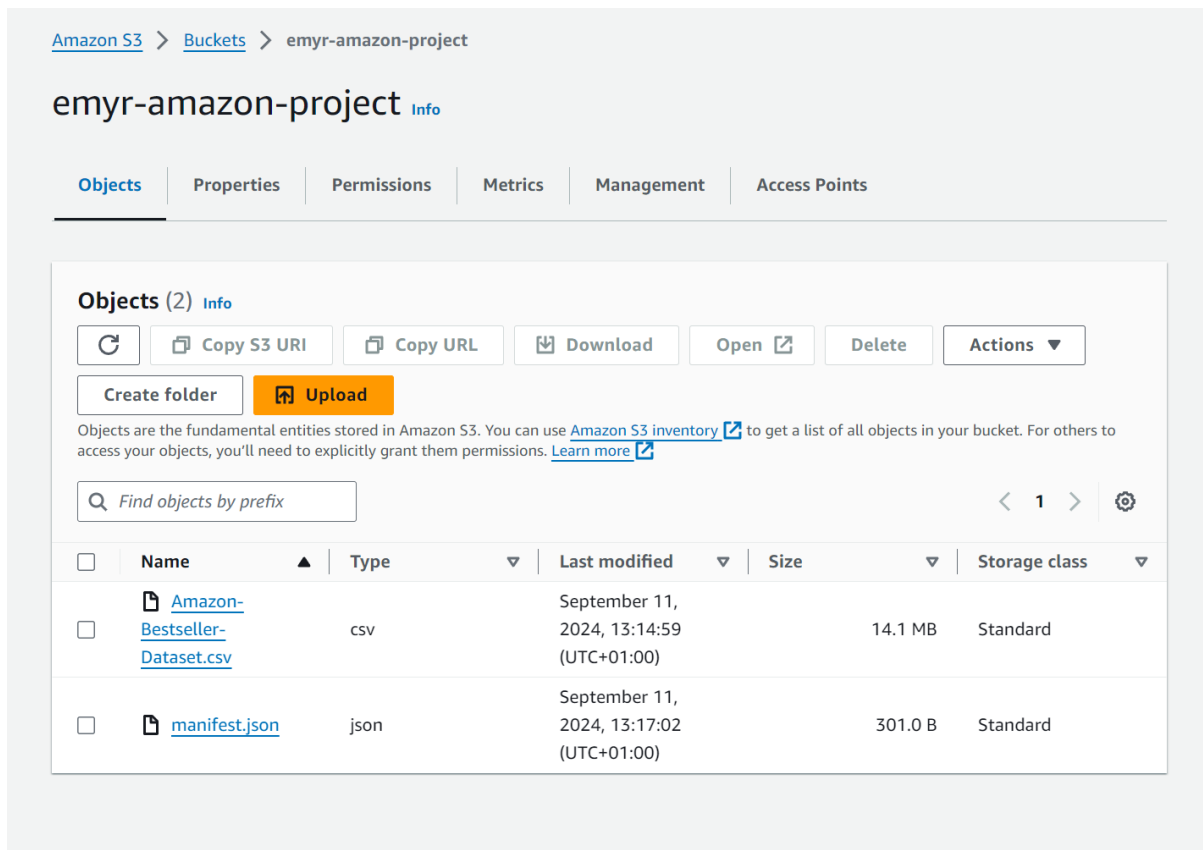 Amazon S3 > Buckets > emyr-amazon-project
emyr-amazon-project Info
Objects Properties Permissions Metrics Management Access Points
Objects (2) Info
Copy S3 URI Copy URL Download Open Delete Actions
Create folder Upload
Objects are the fundamental entities stored in Amazon S3. You can use Amazon S3 inventory to get a list of all objects in your bucket. For others to
access your objects, you'll need to explicitly grant them permissions. Learn more
Find objects by prefix
1
Name Type Last modified Size Storage class
Amazon-
Bestseller-
Dataset.csv
csv
September 11,
2024, 13:14:59
(UTC+01:00)
14.1 MB
Standard
manifest.json
json
September 11,
2024, 13:17:02
(UTC+01:00)
301.0 B
Standard